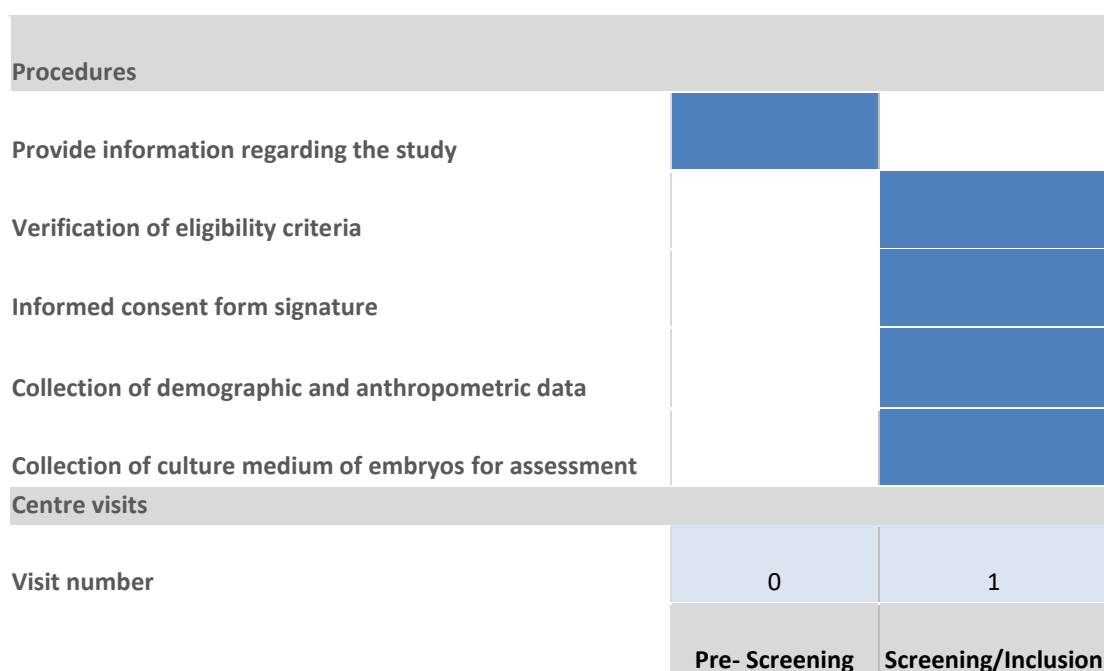 Procedures
Provide information regarding the study
Verification of eligibility criteria
Informed consent form signature
Collection of demographic and anthropometric data
Collection of culture medium of embryos for assessment
Centre visits
Visit number 0 1
Pre- Screening Screening/Inclusion